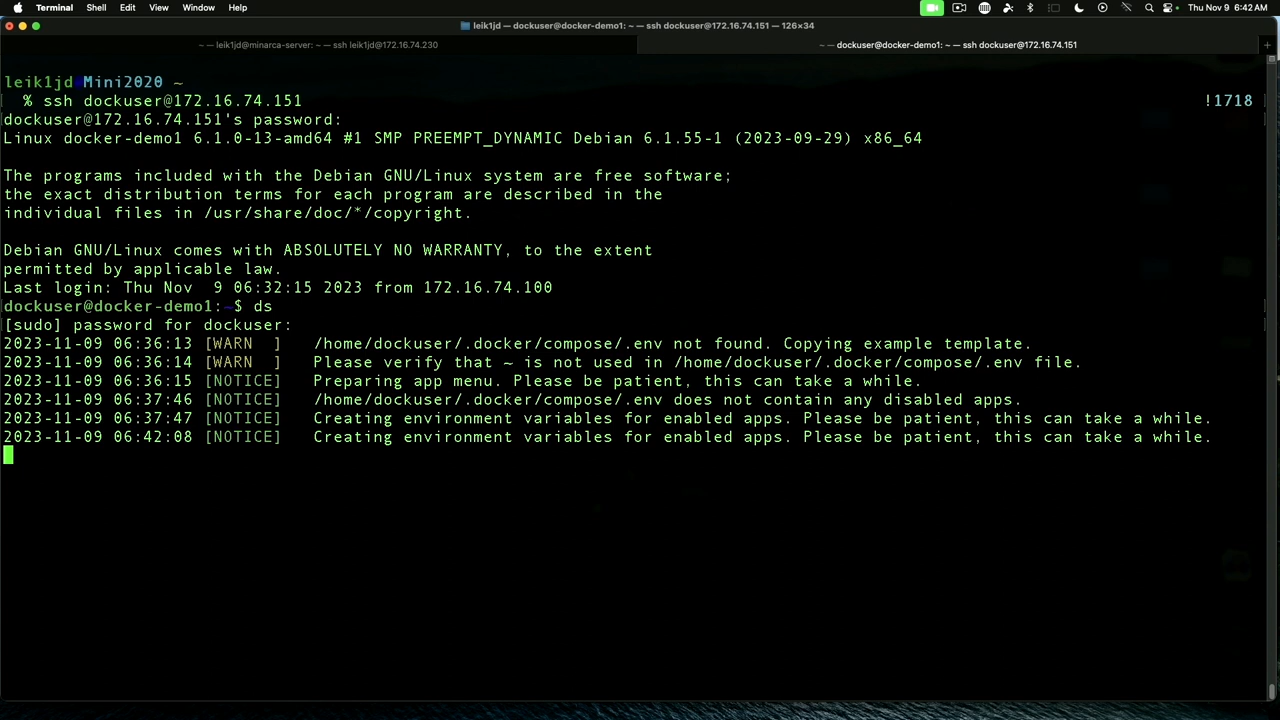 Terminal Shell Edit View Window Help Thu Nov 9 6:42 AM
leik1jd — dockuser@docker-demo1: ~ — ssh dockuser@172.16.74.151 — 126×34
~ — leik1jd@minarca-server: ~ — ssh leik1jd@172.16.74.230
~ — dockuser@docker-demo1: ~ — ssh dockuser@172.16.74.151 +
leik1jd Mini2020 ~
% ssh dockuser@172.16.74.151 !1718
dockuser@172.16.74.151's password:
Linux docker-demo1 6.1.0-13-amd64 #1 SMP PREEMPT_DYNAMIC Debian 6.1.55-1 (2023-09-29) x86_64
The programs included with the Debian GNU/Linux system are free software;
the exact distribution terms for each program are described in the
individual files in /usr/share/doc/*/copyright.
Debian GNU/Linux comes with ABSOLUTELY NO WARRANTY, to the extent
permitted by applicable law.
Last login: Thu Nov  9 06:32:15 2023 from 172.16.74.100
dockuser@docker-demo1:~$ ds
[sudo] password for dockuser:
2023-11-09 06:36:13 [WARN  ]   /home/dockuser/.docker/compose/.env not found. Copying example template.
2023-11-09 06:36:14 [WARN  ]   Please verify that ~ is not used in /home/dockuser/.docker/compose/.env file.
2023-11-09 06:36:15 [NOTICE]   Preparing app menu. Please be patient, this can take a while.
2023-11-09 06:37:46 [NOTICE]   /home/dockuser/.docker/compose/.env does not contain any disabled apps.
2023-11-09 06:37:47 [NOTICE]   Creating environment variables for enabled apps. Please be patient, this can take a while.
2023-11-09 06:42:08 [NOTICE]   Creating environment variables for enabled apps. Please be patient, this can take a while.